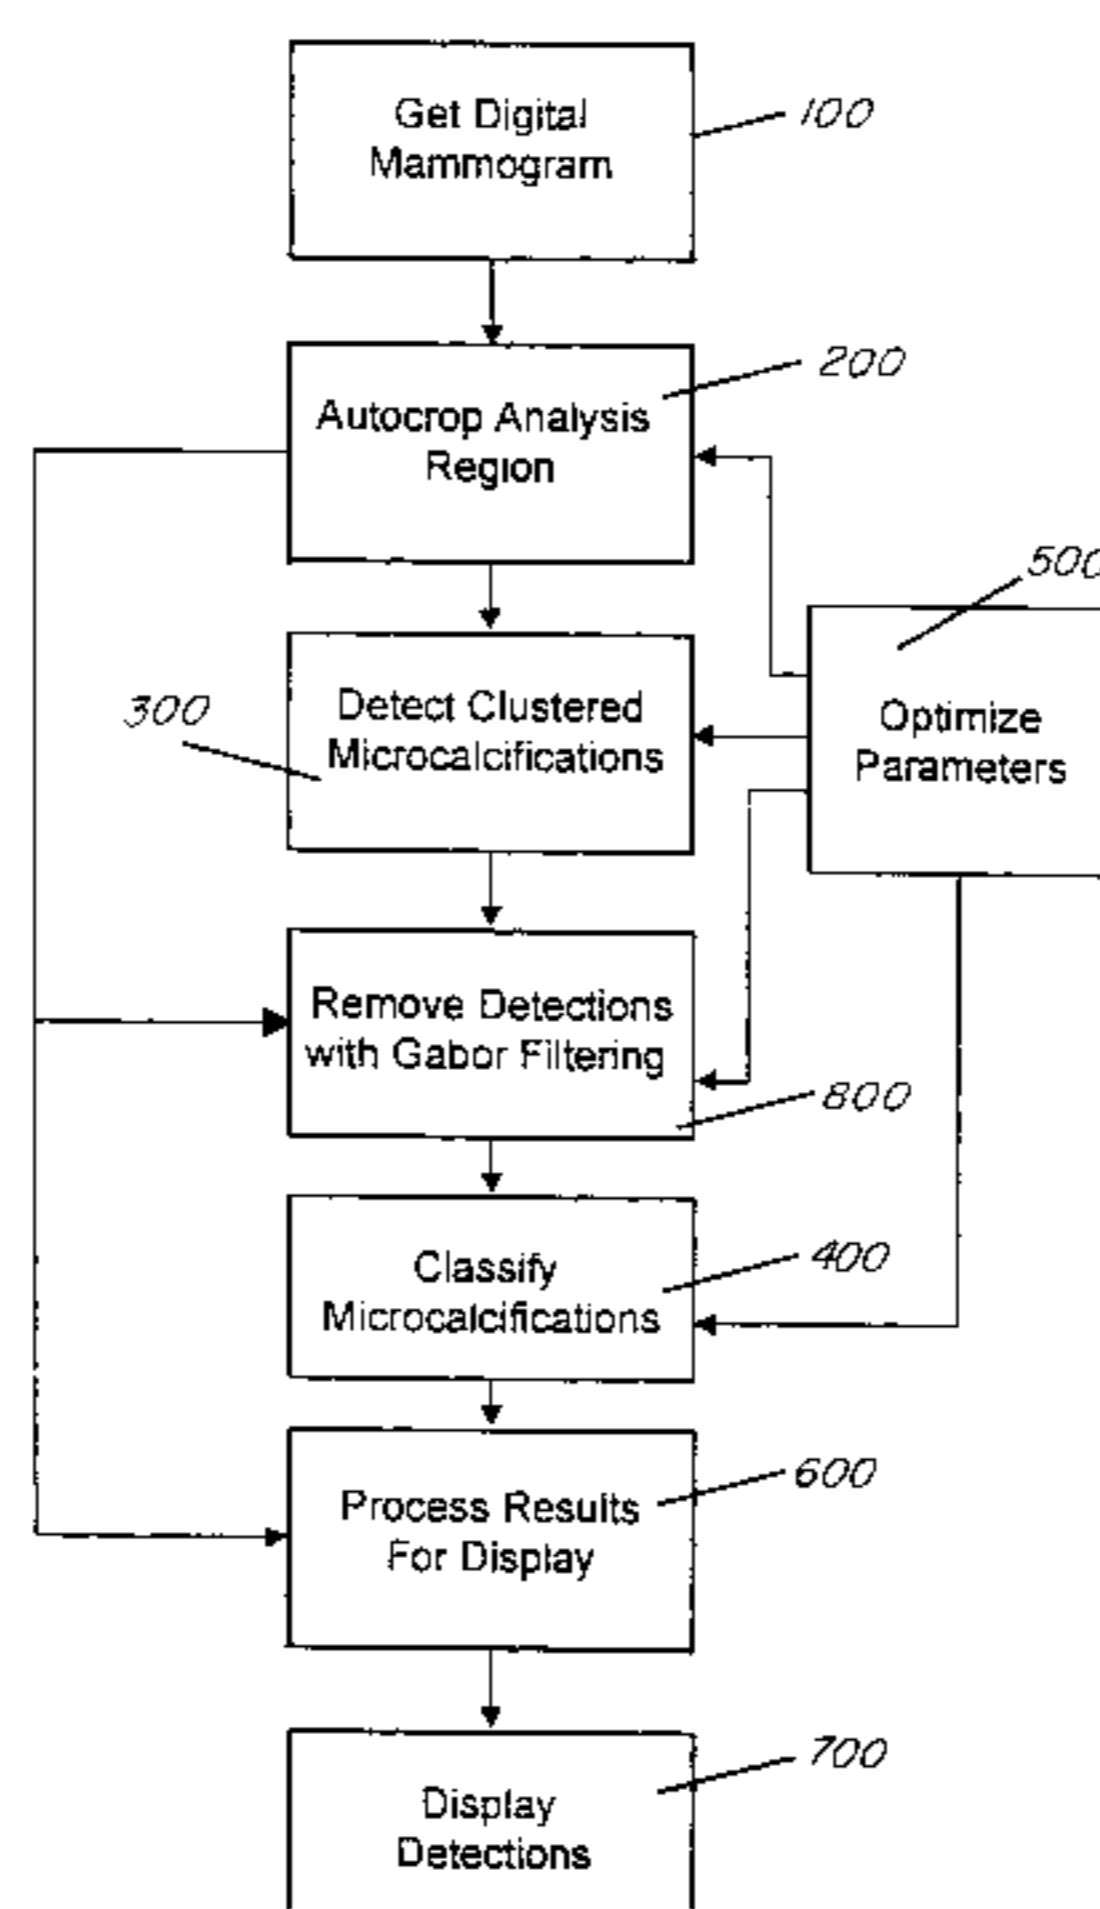 Get Digital
Mammogram
100
Autocrop Analysis
Region
200
500
Detect Clustered
Microcalcifications
300
Optimize
Parameters
Remove Detections
with Gabor Filtering
800
Classify
Microcalcifications
400
Process Results
For Display
600
Display
Detections
700